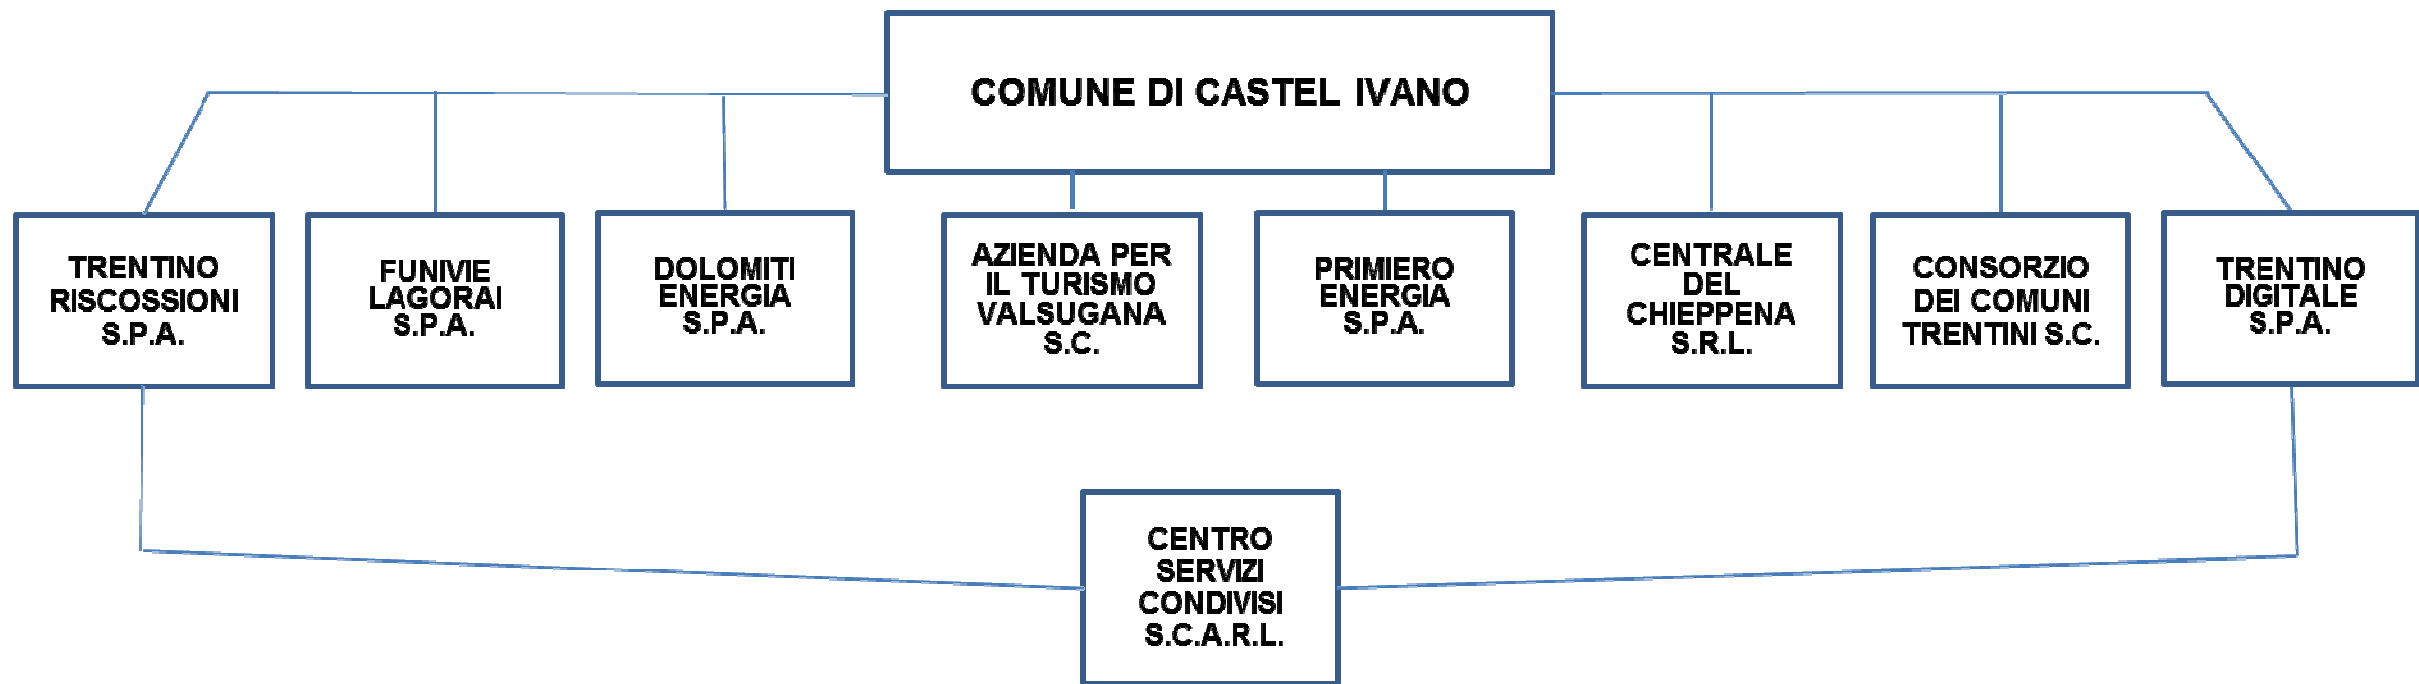 COMUNE DI CASTEL IVANO
TRENTINO
RISCOSSIONI
S.P.A.
FUNIVIE
LAGORAI
S.P.A.
DOLOMITI
ENERGIA
S.P.A.
AZIENDA PER
IL TURISMO
VALSUGANA
S.C.
PRIMIERO
ENERGIA
S.P.A.
CENTRALE
DEL
CHIEPPENA
S.R.L.
CONSORZIO
DEI COMUNI
TRENTINI S.C.
TRENTINO
DIGITALE
S.P.A.
CENTRO
SERVIZI
CONDIVISI
S.C.A.R.L.